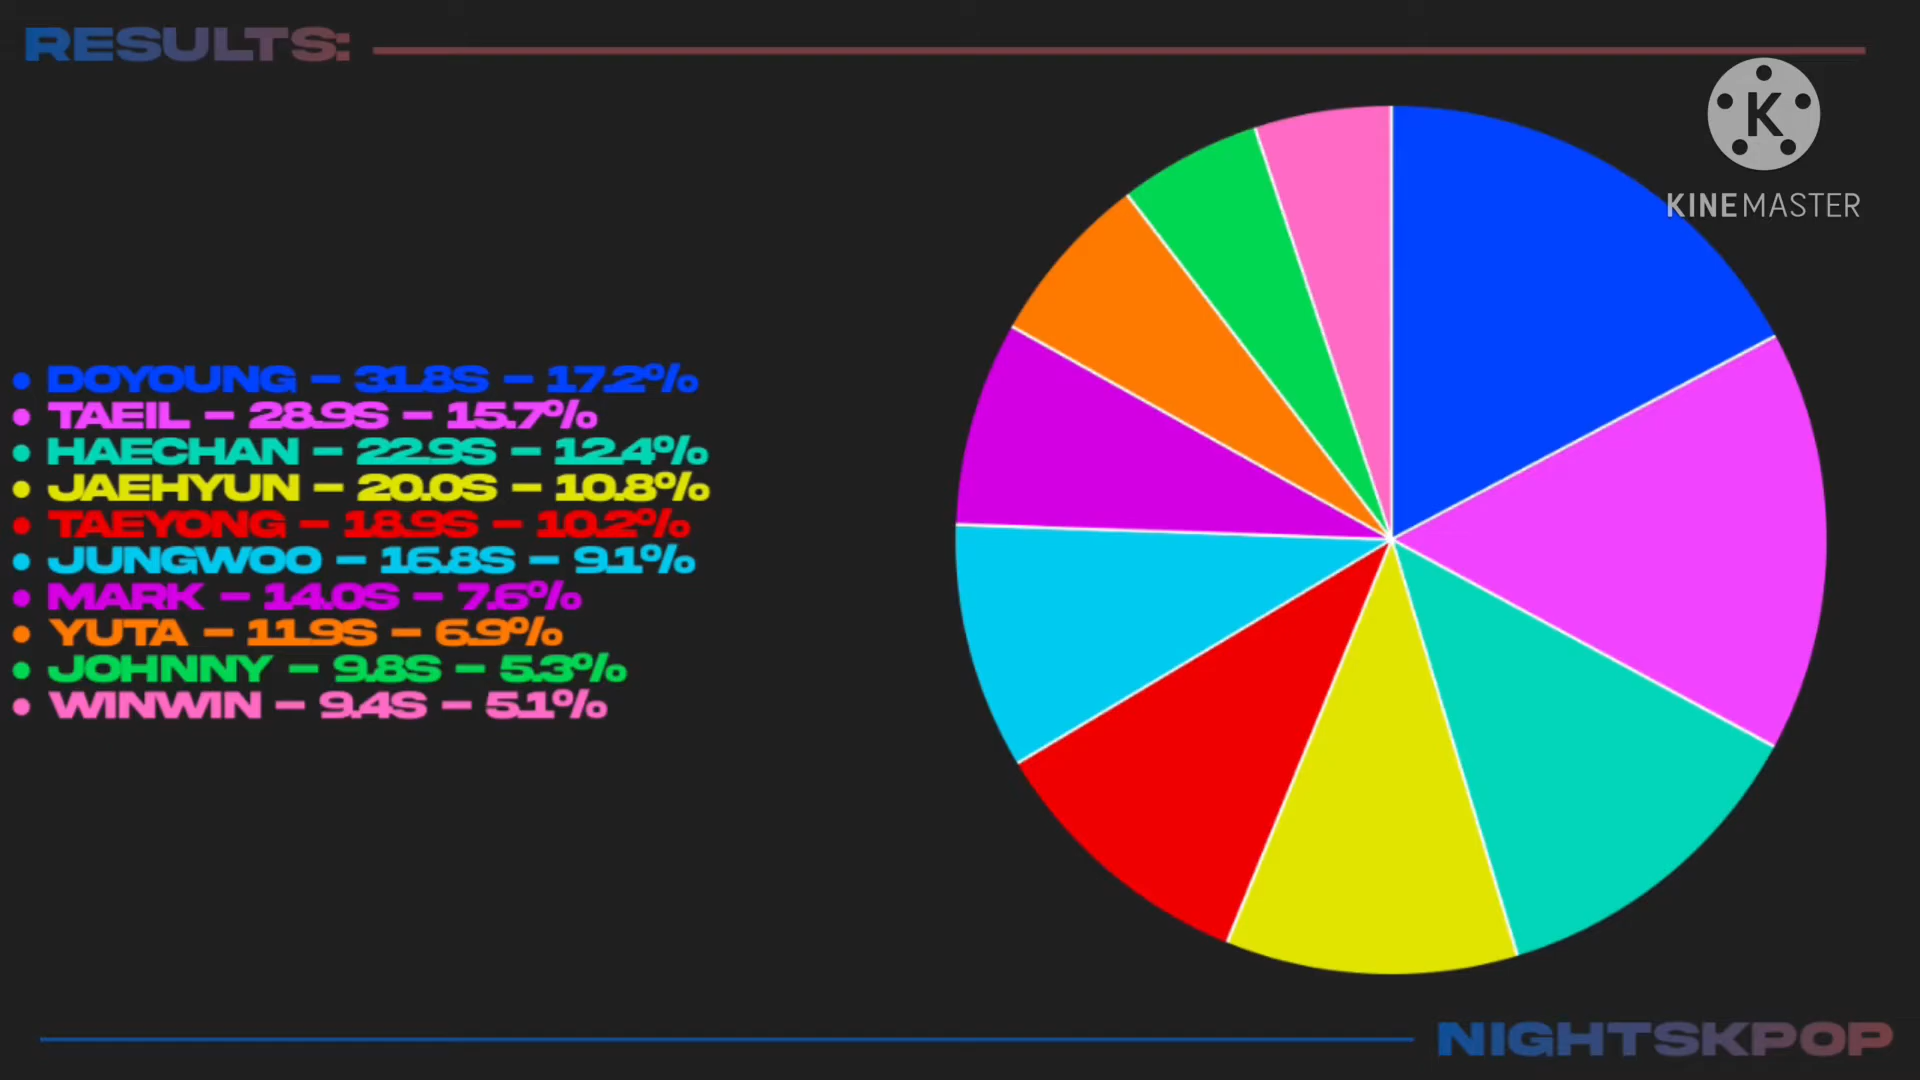 RESULTS:
K
KINEMASTER
• DOYOUNG – 31.8S – 17.2%
• TAEIL – 28.9S – 15.7%
• HAECHAN – 22.9S – 12.4%
• JAEHYUN – 20.0S – 10.8%
• TAEYONG – 18.9S – 10.2%
• JUNGWOO – 16.8S – 9.1%
• MARK – 14.0S – 7.6%
• YUTA – 11.9S – 6.9%
• JOHNNY – 9.8S – 5.3%
• WINWIN – 9.4S – 5.1%
NIGHTSKPOP